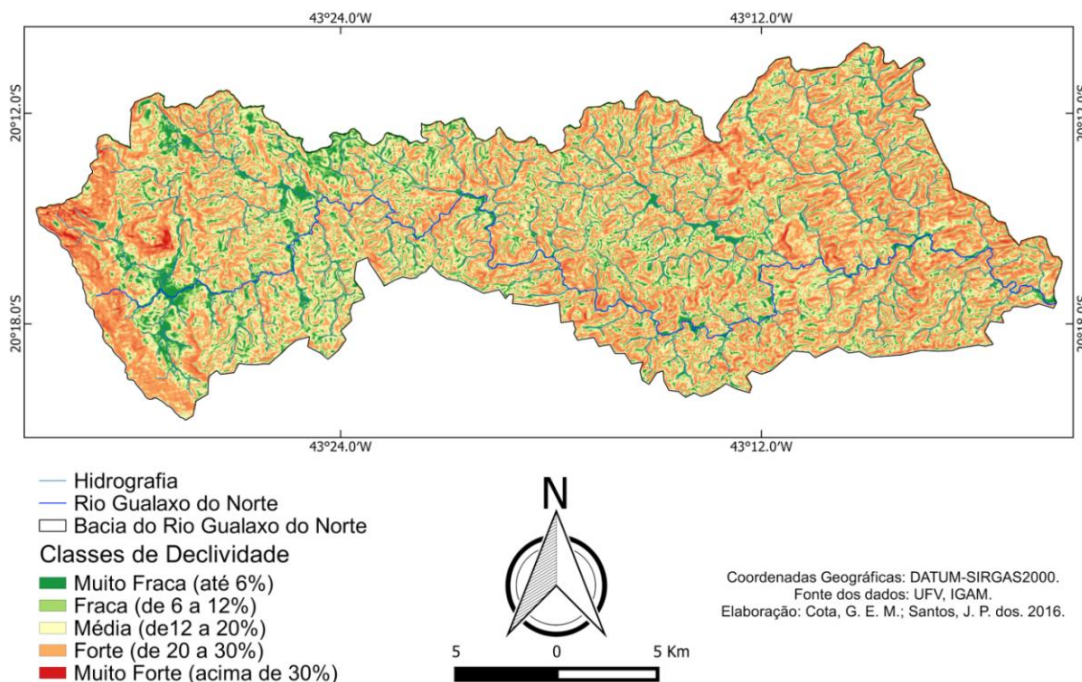 43°24.0'W 43°12.0'W
20°12.0'S 20°12.0'S
20°18.0'S 20°18.0'S
43°24.0'W 43°12.0'W
Hidrografia
Rio Gualaxo do Norte
Bacia do Rio Gualaxo do Norte
Classes de Declividade
Muito Fraca (até 6%)
Fraca (de 6 a 12%)
Média (de12 a 20%)
Forte (de 20 a 30%)
Muito Forte (acima de 30%)
N
5 0 5 Km
Coordenadas Geográficas: DATUM-SIRGAS2000.
Fonte dos dados: UFV, IGAM.
Elaboração: Cota, G. E. M.; Santos, J. P. dos. 2016.